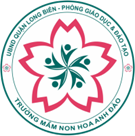 UBND QUẬN LONG BIÊN - PHÒNG GIÁO DỤC & ĐÀO TẠO
TRƯỜNG MẦM NON HOA ANH ĐÀO